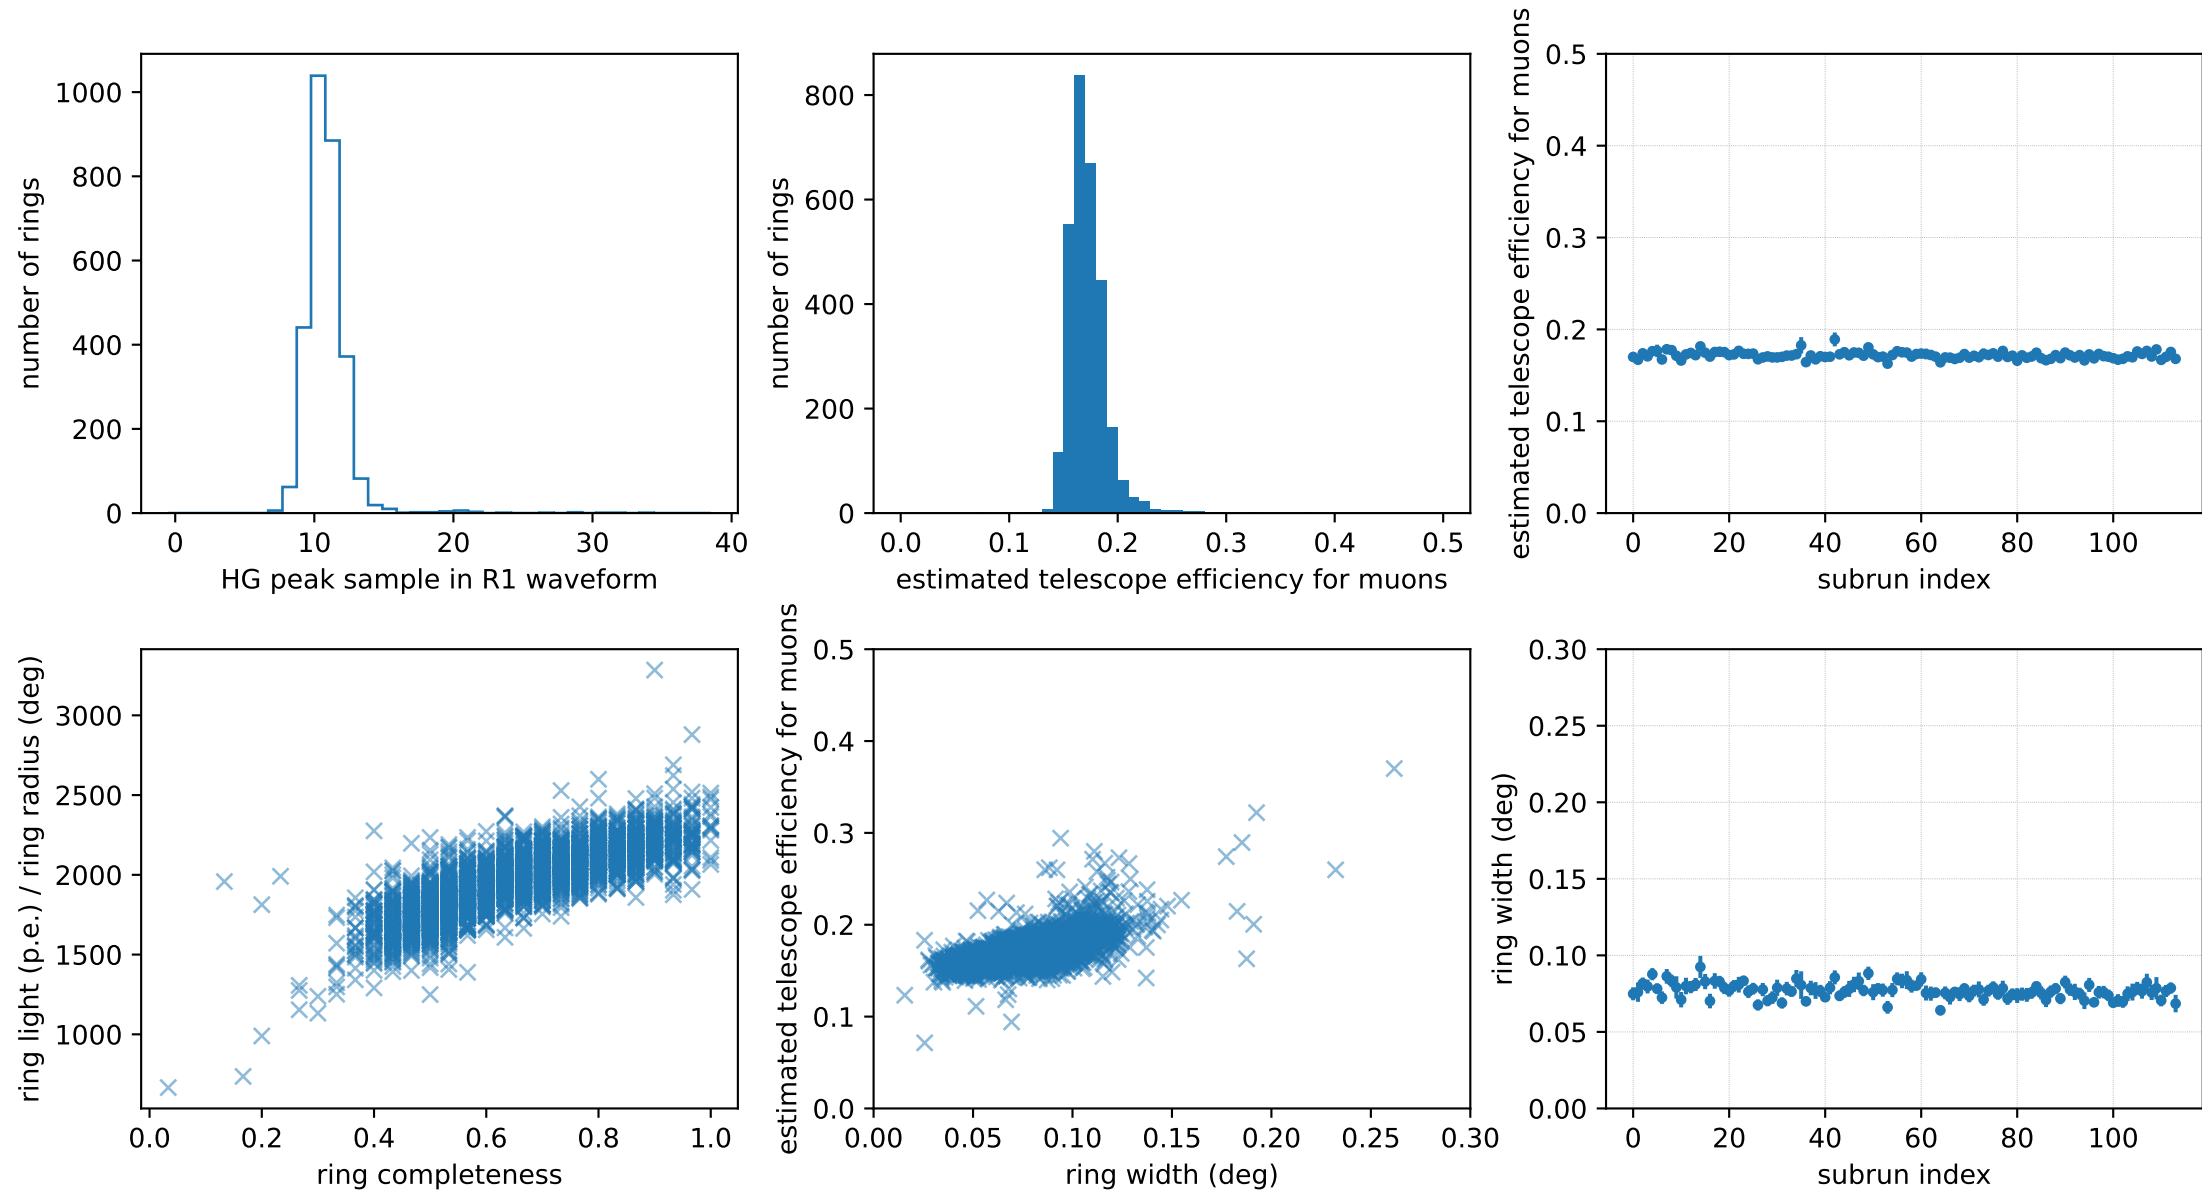 number of rings
1000
800
600
400
200
0
0 10 20 30 40
HG peak sample in R1 waveform
number of rings
800
600
400
200
0
0.0 0.1 0.2 0.3 0.4 0.5
estimated telescope efficiency for muons
estimated telescope efficiency for muons
0.5
0.4
0.3
0.2
0.1
0.0
0 20 40 60 80 100
subrun index
ring light (p.e.) / ring radius (deg)
3000
2500
2000
1500
1000
0.0 0.2 0.4 0.6 0.8 1.0
ring completeness
estimated telescope efficiency for muons
0.5
0.4
0.3
0.2
0.1
0.0
0.00 0.05 0.10 0.15 0.20 0.25 0.30
ring width (deg)
ring width (deg)
0.30
0.25
0.20
0.15
0.10
0.05
0.00
0 20 40 60 80 100
subrun index